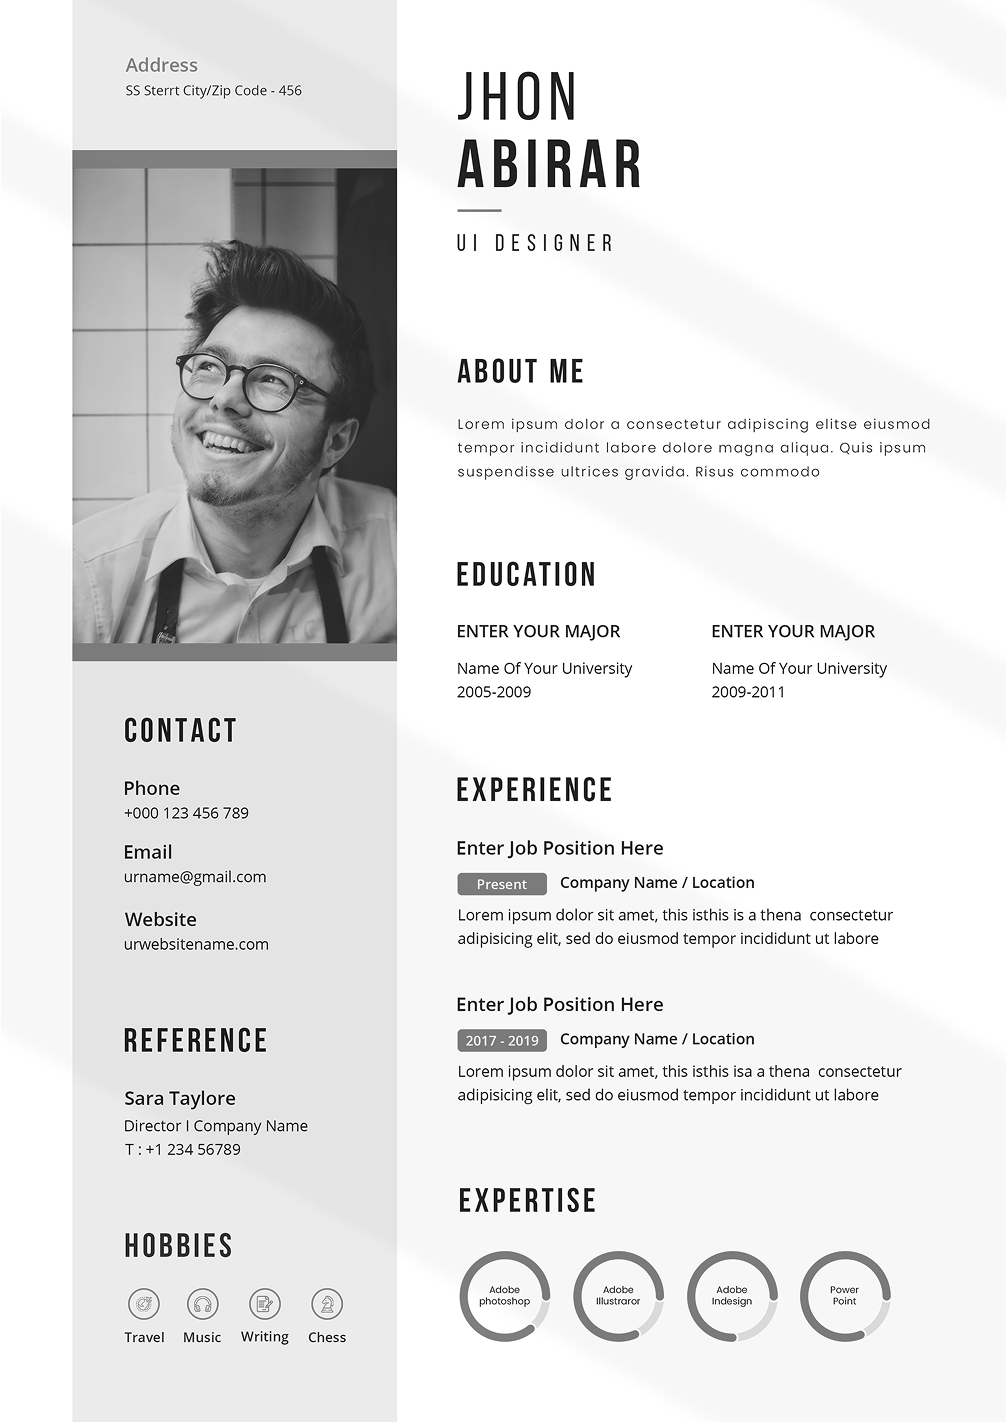 Address
SS Sterrt City/Zip Code - 456
JHON
ABIRAR
UI DESIGNER
ABOUT ME
Lorem ipsum dolor a consectetur adipiscing elitse eiusmod
tempor incididunt labore dolore magna aliqua. Quis ipsum
suspendisse ultrices gravida. Risus commodo
EDUCATION
ENTER YOUR MAJOR
Name Of Your University
2005-2009
ENTER YOUR MAJOR
Name Of Your University
2009-2011
EXPERIENCE
Enter Job Position Here
Present Company Name / Location
Lorem ipsum dolor sit amet, this isthis is a thena consectetur
adipisicing elit, sed do eiusmod tempor incididunt ut labore
Enter Job Position Here
2017 - 2019 Company Name / Location
Lorem ipsum dolor sit amet, this isthis isa a thena consectetur
adipisicing elit, sed do eiusmod tempor incididunt ut labore
EXPERTISE
Adobe
photoshop
Adobe
Illustraror
Adobe
Indesign
Power
Point
CONTACT
Phone
+000 123 456 789
Email
urname@gmail.com
Website
urwebsitename.com
REFERENCE
Sara Taylore
Director I Company Name
T : +1 234 56789
HOBBIES
Travel Music Writing Chess